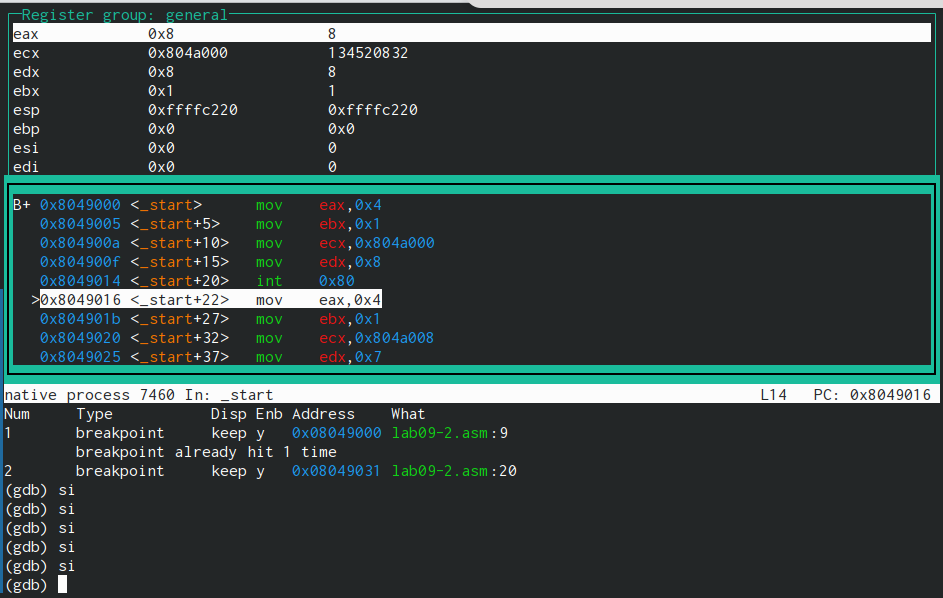 Register group: general
eax 0x8 8
ecx 0x804a000 134520832
edx 0x8 8
ebx 0x1 1
esp 0xffffc220 0xffffc220
ebp 0x0 0x0
esi 0x0 0
edi 0x0 0
B+ 0x8049000 <_start> mov eax,0x4
0x8049005 <_start+5> mov ebx,0x1
0x804900a <_start+10> mov ecx,0x804a000
0x804900f <_start+15> mov edx,0x8
0x8049014 <_start+20> int 0x80
>0x8049016 <_start+22> mov eax,0x4
0x804901b <_start+27> mov ebx,0x1
0x8049020 <_start+32> mov ecx,0x804a008
0x8049025 <_start+37> mov edx,0x7
native process 7460 In: _start L14 PC: 0x8049016
Num Type Disp Enb Address What
1 breakpoint keep y 0x08049000 lab09-2.asm:9
breakpoint already hit 1 time
2 breakpoint keep y 0x08049031 lab09-2.asm:20
(gdb) si
(gdb) si
(gdb) si
(gdb) si
(gdb) si
(gdb)